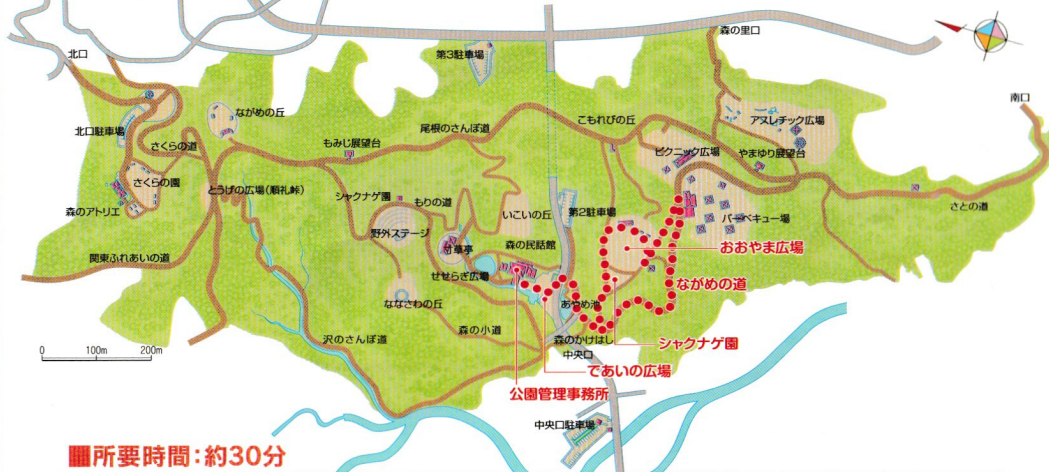 北口
第3駐車場
森の里口
南口
ながめの丘
北口駐車場
さくらの道
もみじ展望台
尾根のさんぽ道
こもれびの丘
アスレチック広場
ピクニック広場
やまゆり展望台
さくらの園
とうげの広場(順礼峠)
シャクナゲ園
もりの道
いこいの丘
第2駐車場
バーベキュー場
さとの道
森のアトリエ
野外ステージ
竹華亭
森の民話館
おおやま広場
関東ふれあいの道
せせらぎ広場
ながめの道
ななさわの丘
あやめ池
0 100m 200m
沢のさんぽ道
森の小道
森のかけはし
シャクナゲ園
中央口
であいの広場
公園管理事務所
中央口駐車場
■所要時間:約30分